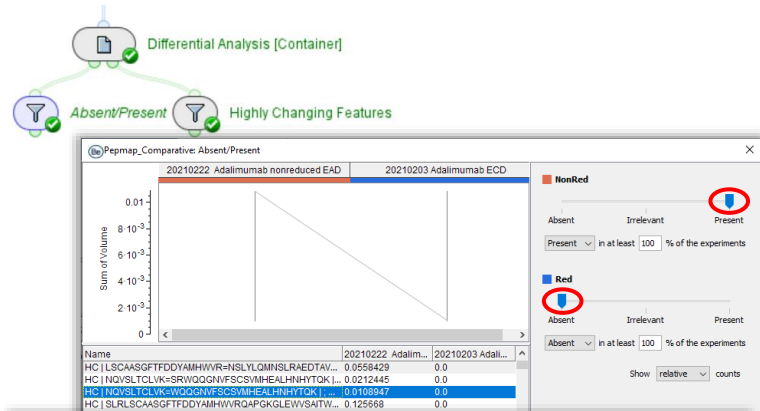 Differential Analysis [Container]
Absent/Present
Highly Changing Features
Be Pepmap_Comparative: Absent/Present
20210222 Adalimumab nonreduced EAD
20210203 Adalimumab ECD
0.01
8·10-3
6·10-3
4·10-3
2·10-3
0
Sum of Volume
Name
20210222 Adalim...
20210203 Adali...
HC | LSCAASGFTFDDYAMHWVR=NSLYLQMNSLRAEDTAV... 0.0558429 0.0
HC | NQVSLTCLVK=SRWQQGNVFSCSVMHEALHNHYTQK |... 0.0212445 0.0
HC | NQVSLTCLVK=WQQGNVFSCSVMHEALHNHYTQK | ; ... 0.0108947 0.0
HC | SLRLSCAASGFTFDDYAMHWVRQAPGKGLEWVSAITW... 0.125668 0.0
NonRed
Absent Irrelevant Present
Present in at least 100 % of the experiments
Red
Absent Irrelevant Present
Absent in at least 100 % of the experiments
Show relative counts